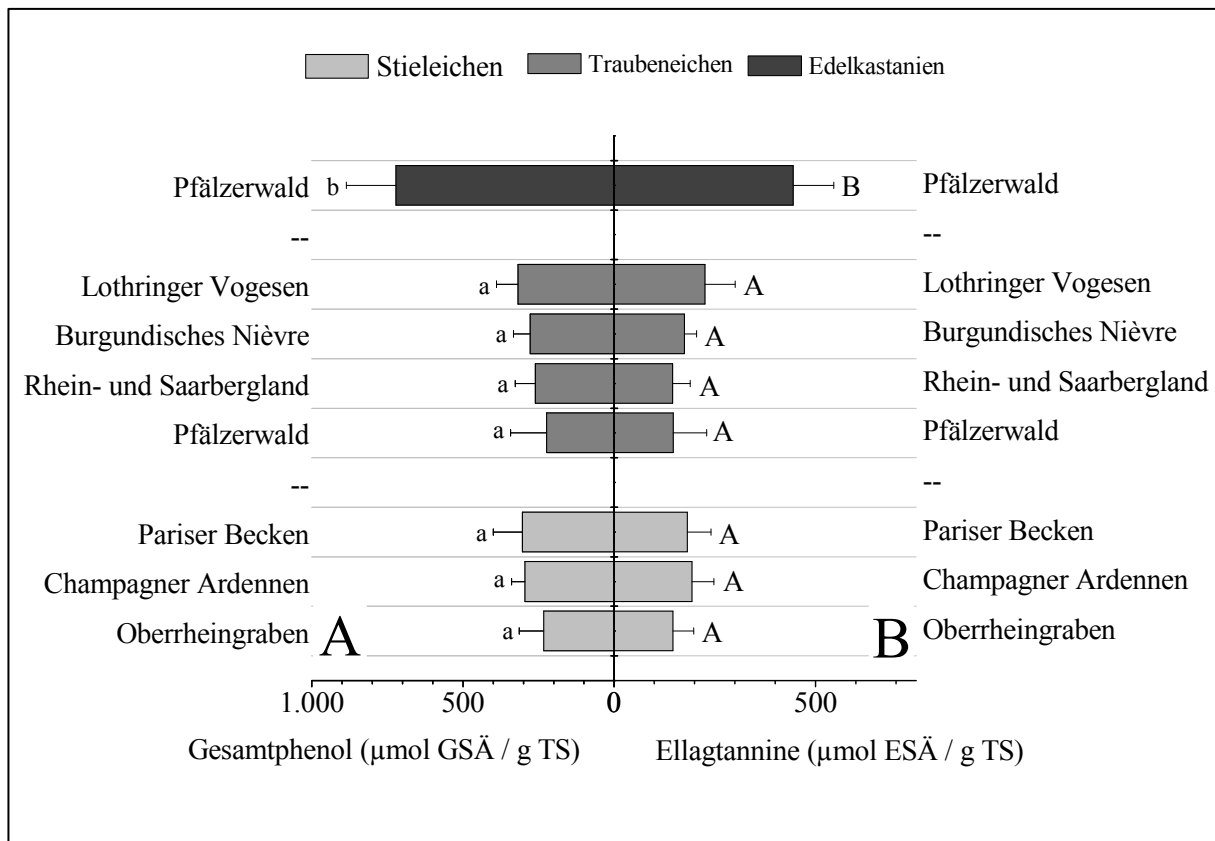 Stieleichen Traubeneichen Edelkastanien
Pfälzerwald b B Pfälzerwald
-- --
Lothringer Vogesen a A Lothringer Vogesen
Burgundisches Nièvre a A Burgundisches Nièvre
Rhein- und Saarbergland a A Rhein- und Saarbergland
Pfälzerwald a A Pfälzerwald
-- --
Pariser Becken a A Pariser Becken
Champagner Ardennen a A Champagner Ardennen
Oberrheingraben A a A B Oberrheingraben
1.000 500 0 0 500
Gesamtphenol (µmol GSÄ / g TS) Ellagtannine (µmol ESÄ / g TS)